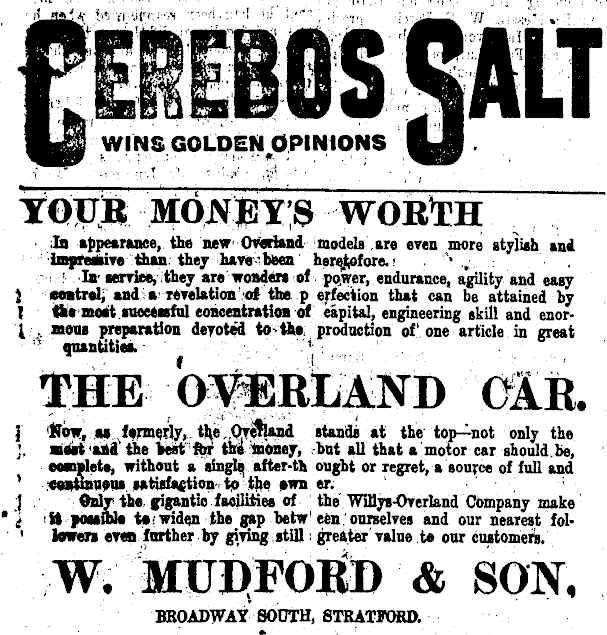 CEREBOS SALT
WINS GOLDEN OPINIONS
YOUR MONEY'S WORTH
In appearance, the new Overland models are even more stylish and
impressive than they have been heretofore.
In service, they are wonders of power, endurance, agility and easy
control, and a revelation of the p erfection that can be attained by
the most successful concentration of capital, engineering skill and enor-
mous preparation devoted to the production of one article in great
quantities.
THE OVERLAND CAR.
Now, as formerly, the Overland stands at the top—not only the
most and the best for the money, but all that a motor car should be,
complete, without a single after-th ought or regret, a source of full and
continuous satisfaction to the own er.
Only the gigantic facilities of the Willys-Overland Company make
it possible to widen the gap betw een ourselves and our nearest fol-
lowers even further by giving still greater value to our customers.
W. MUDFORD & SON,
BROADWAY SOUTH, STRATFORD.